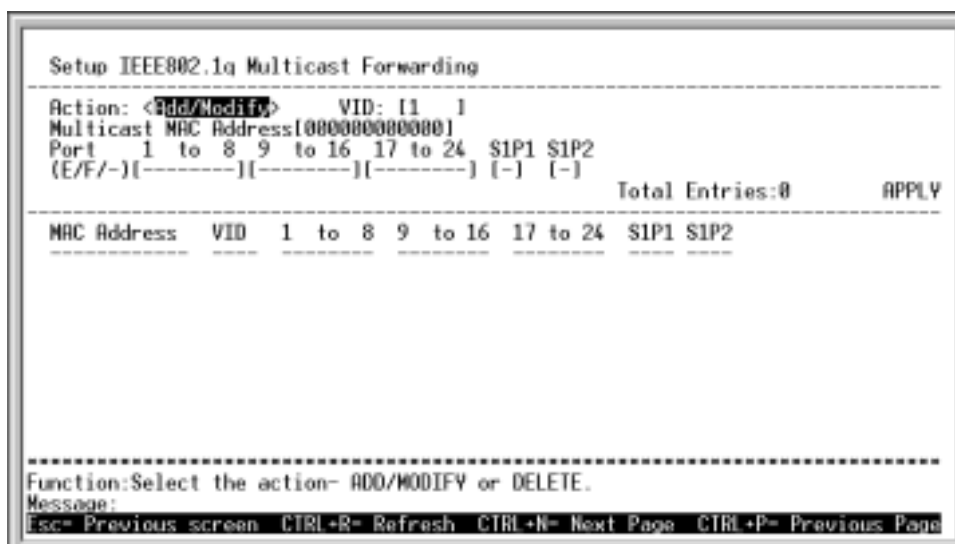 Setup IEEE802.1q Multicast Forwarding
Action: <Add/Modify>      VID: [1   ]
Multicast MAC Address[000000000000]
Port    1  to  8  9  to 16  17 to 24  S1P1 S1P2
(E/F/-)[--------][--------][--------] [-]  [-]
Total Entries:0      APPLY
MAC Address   VID   1  to  8  9  to 16  17 to 24  S1P1 S1P2
------------  ----  --------  --------  --------  ---- ----
Function:Select the action- ADD/MODIFY or DELETE.
Message:
Esc= Previous screen  CTRL+R= Refresh  CTRL+N= Next Page  CTRL+P= Previous Page